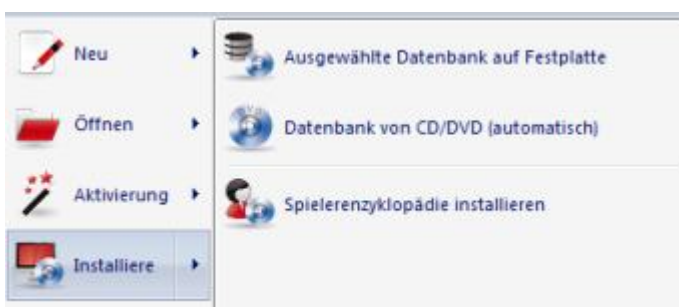 Neu
Öffnen
Aktivierung
Installiere
Ausgewählte Datenbank auf Festplatte
Datenbank von CD/DVD (automatisch)
Spielerenzyklopädie installieren